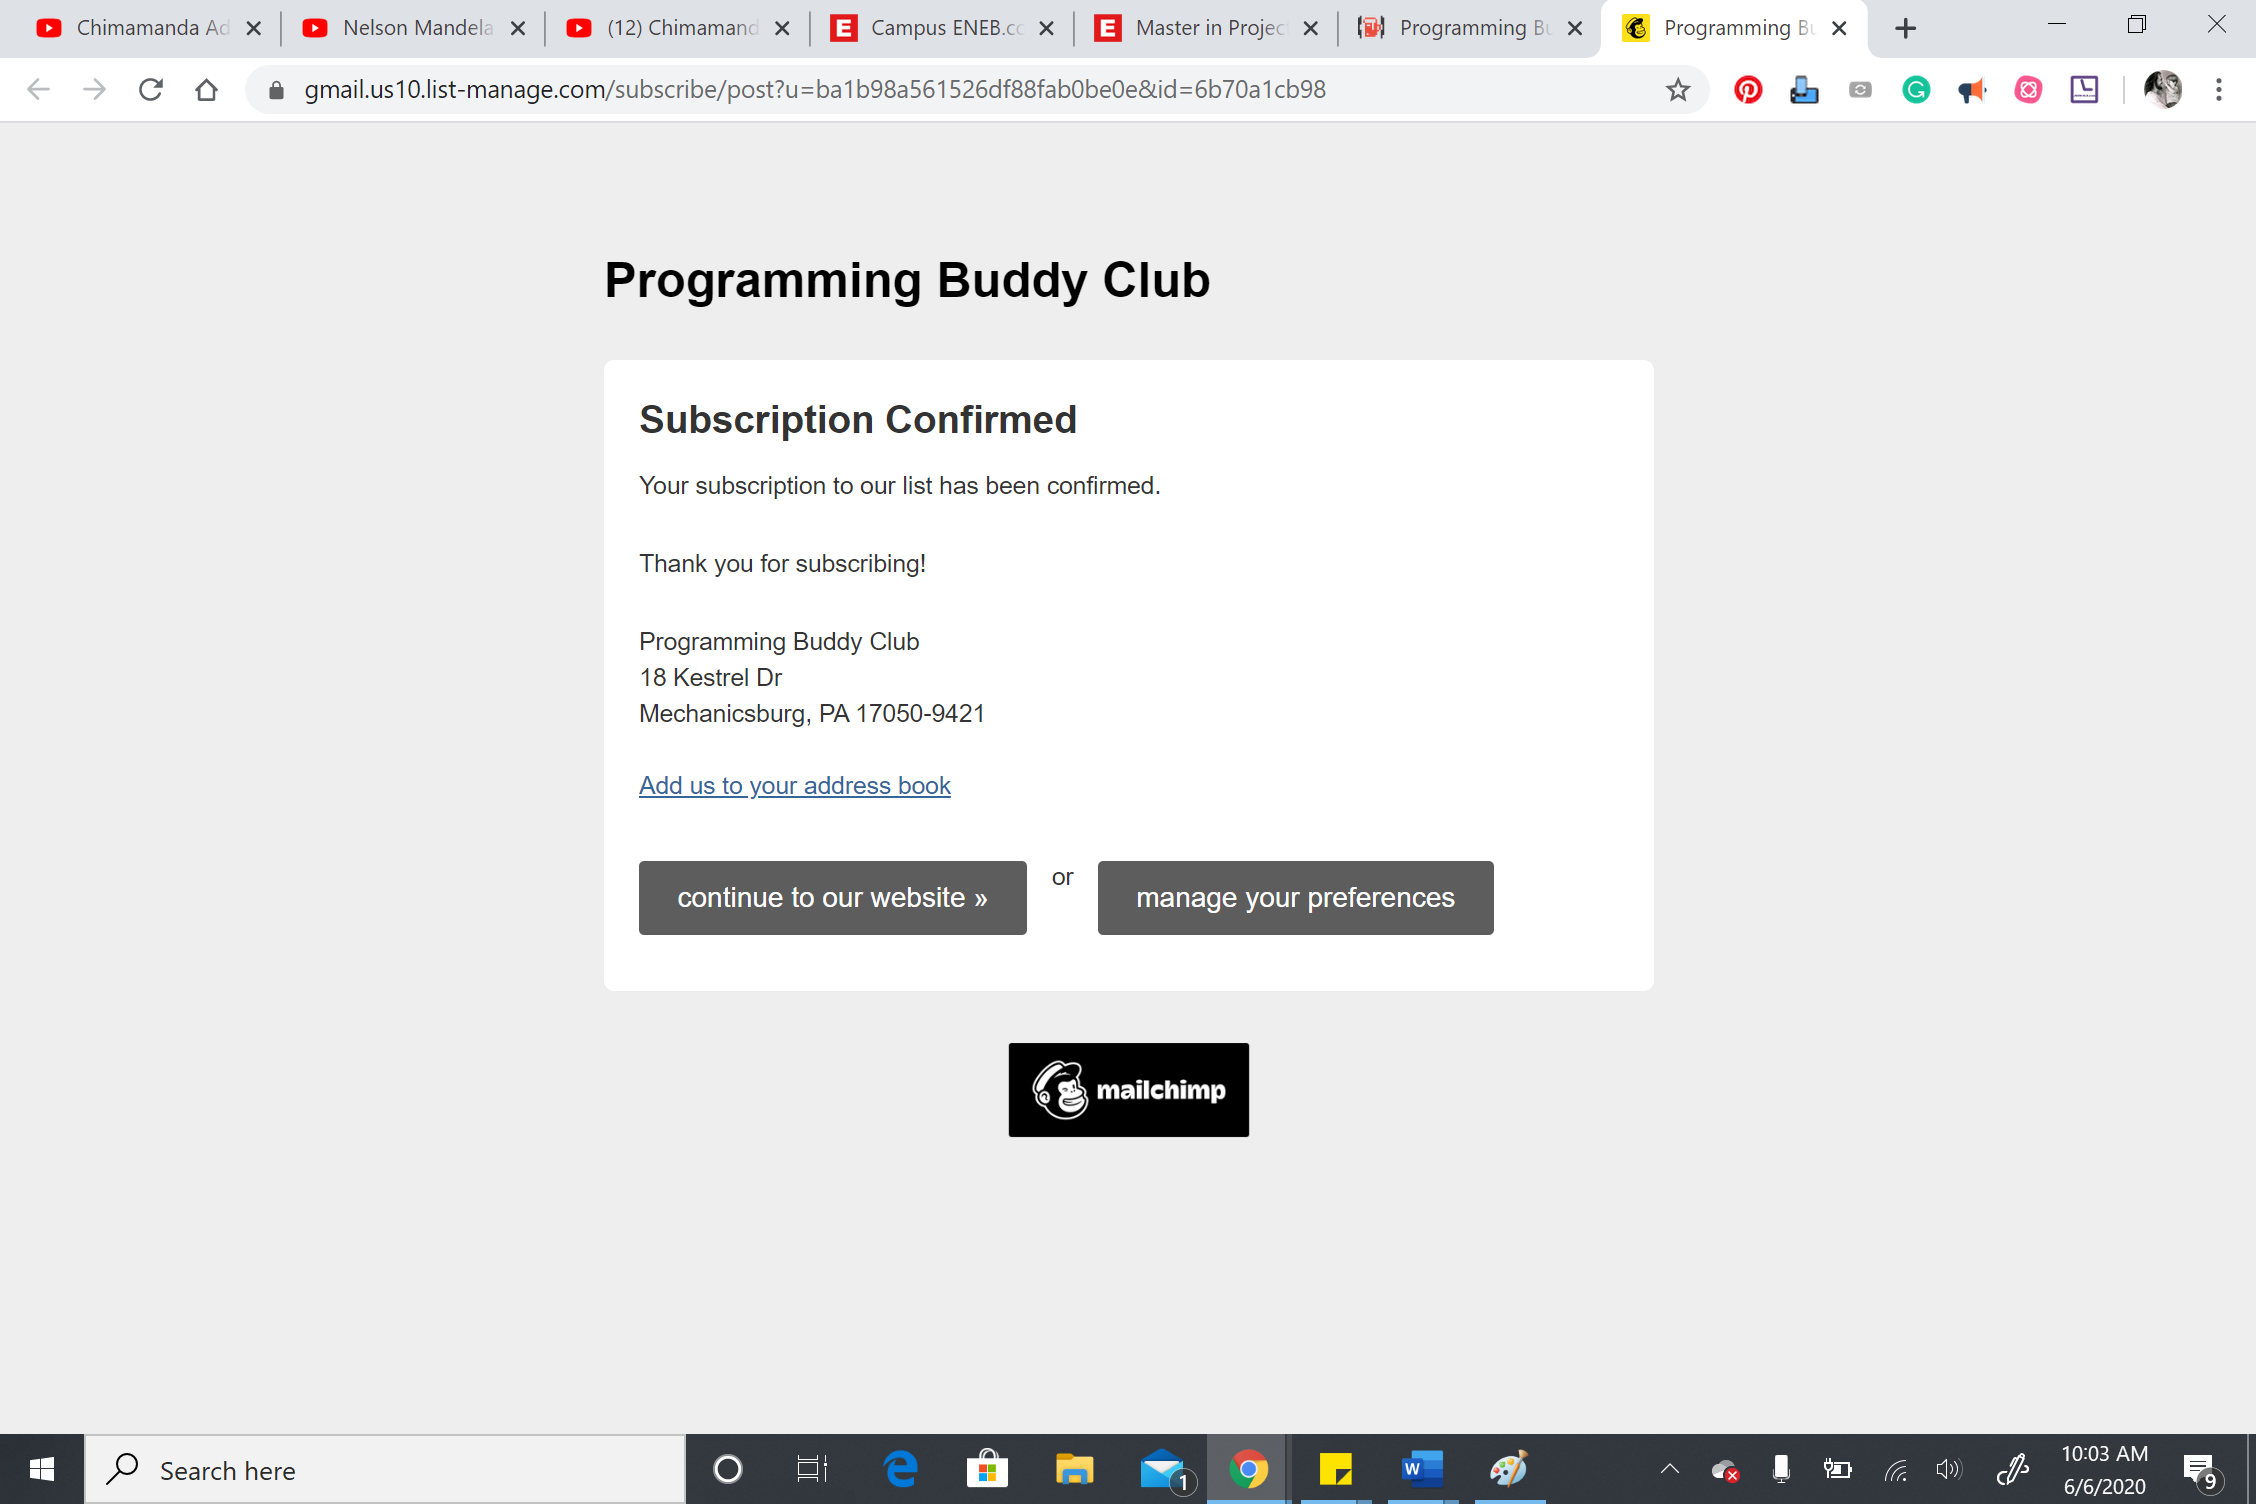 Chimamanda Ad
Nelson Mandela
(12) Chimamand
Campus ENEB.co
Master in Projec
Programming Bu
Programming Bu
gmail.us10.list-manage.com/subscribe/post?u=ba1b98a561526df88fab0be0e&id=6b70a1cb98
Programming Buddy Club
Subscription Confirmed
Your subscription to our list has been confirmed.
Thank you for subscribing!
Programming Buddy Club
18 Kestrel Dr
Mechanicsburg, PA 17050-9421
Add us to your address book
continue to our website »
or
manage your preferences
mailchimp
Search here
1
W
10:03 AM
6/6/2020
9